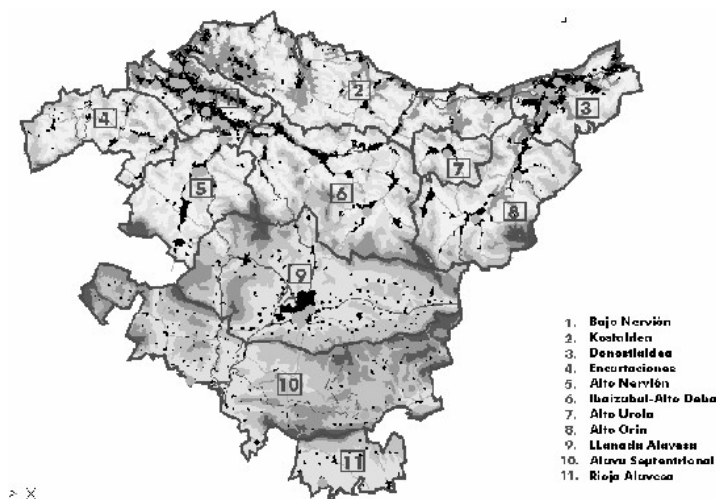 2
1
3
4
7
5
6
8
9
10
11
1. Bajo Nervión
2. Kostaldea
3. Donostialdea
4. Encartaciones
5. Alto Nervión
6. Ibaizabal-Alto Deba
7. Alto Urola
8. Alto Oria
9. LLanada Alavesa
10. Alava Septentrional
11. Rioja Alavesa
X